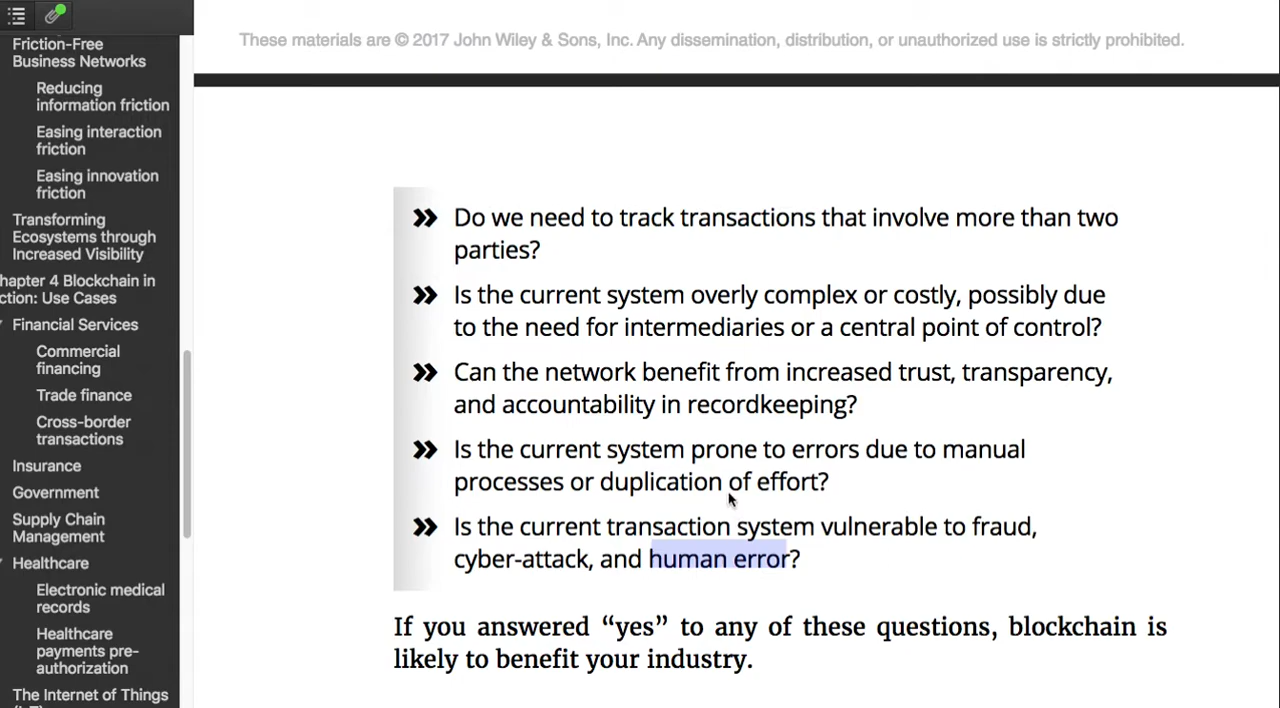 Friction-Free
Business Networks
Reducing
information friction
Easing interaction
friction
Easing innovation
friction
Transforming
Ecosystems through
Increased Visibility
hapter 4 Blockchain in
ction: Use Cases
Financial Services
Commercial
financing
Trade finance
Cross-border
transactions
Insurance
Government
Supply Chain
Management
Healthcare
Electronic medical
records
Healthcare
payments pre-
authorization
The Internet of Things
These materials are © 2017 John Wiley & Sons, Inc. Any dissemination, distribution, or unauthorized use is strictly prohibited.
» Do we need to track transactions that involve more than two
parties?
» Is the current system overly complex or costly, possibly due
to the need for intermediaries or a central point of control?
» Can the network benefit from increased trust, transparency,
and accountability in recordkeeping?
» Is the current system prone to errors due to manual
processes or duplication of effort?
» Is the current transaction system vulnerable to fraud,
cyber-attack, and human error?
If you answered “yes” to any of these questions, blockchain is
likely to benefit your industry.